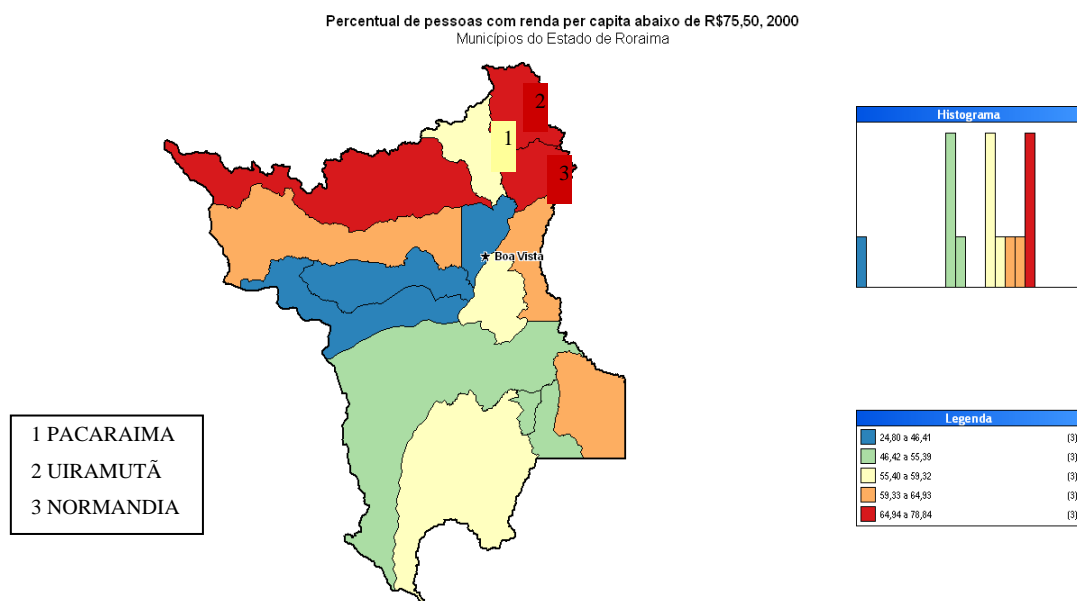 Percentual de pessoas com renda per capita abaixo de R$75,50, 2000
Municípios do Estado de Roraima
2
1
3
Boa Vista
Histograma
1 PACARAIMA
2 UIRAMUTÃ
3 NORMANDIA
Legenda
24,80 a 46,41 (3)
46,42 a 55,39 (3)
55,40 a 59,32 (3)
59,33 a 64,93 (3)
64,94 a 78,84 (3)